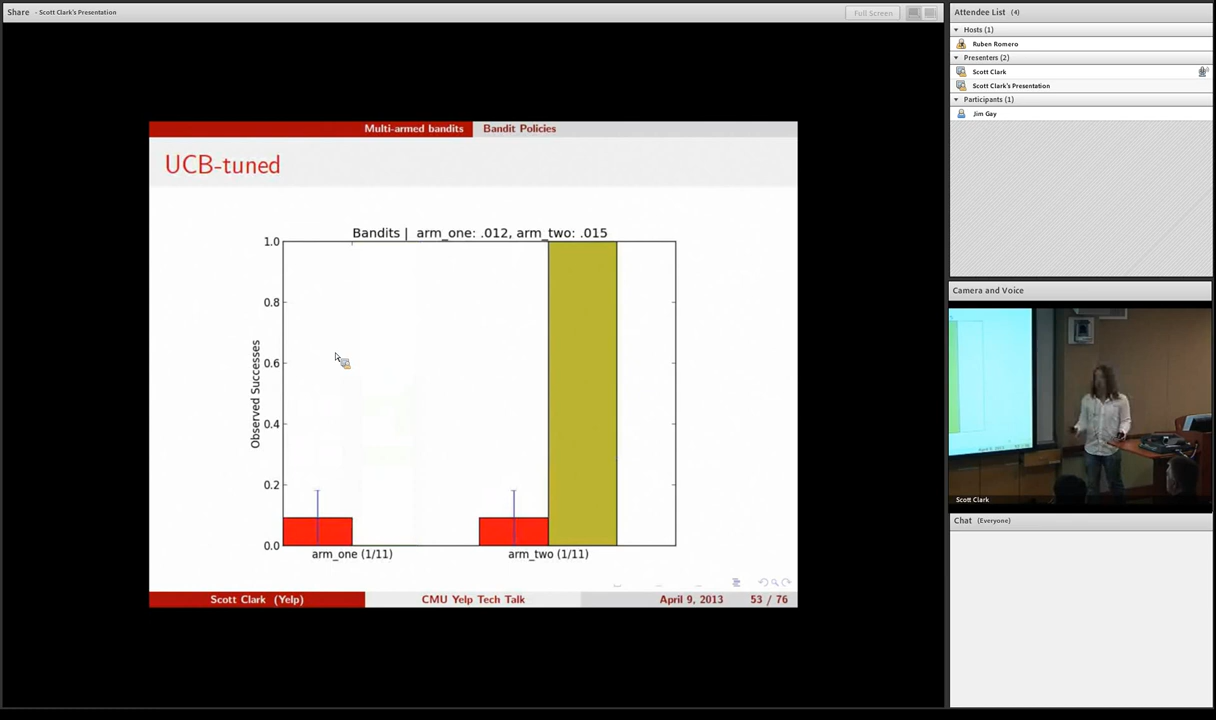 Share - Scott Clark's Presentation
Full Screen
Multi-armed bandits Bandit Policies
UCB-tuned
Bandits | arm_one: .012, arm_two: .015
1.0
0.8
0.6
0.4
0.2
0.0
Observed Successes
arm_one (1/11) arm_two (1/11)
Scott Clark (Yelp) CMU Yelp Tech Talk April 9, 2013 53 / 76
Attendee List (4)
Hosts (1)
Ruben Romero
Presenters (2)
Scott Clark
Scott Clark's Presentation
Participants (1)
Jim Gay
Camera and Voice
Scott Clark
Chat (Everyone)